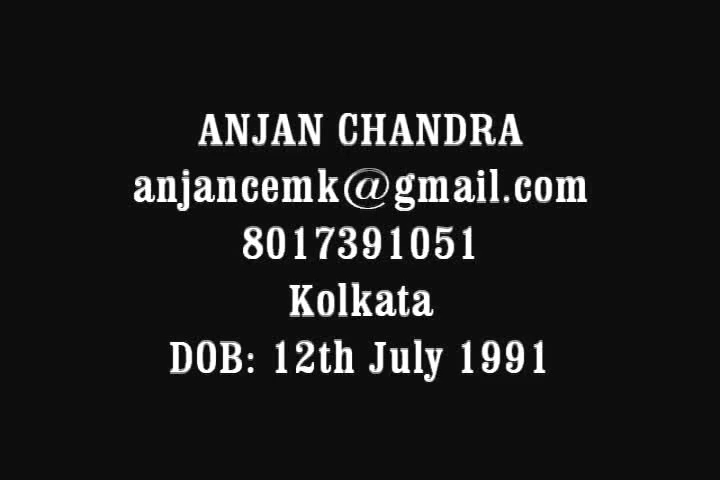 ANJAN CHANDRA
anjancemk@gmail.com
8017391051
Kolkata
DOB: 12th July 1991